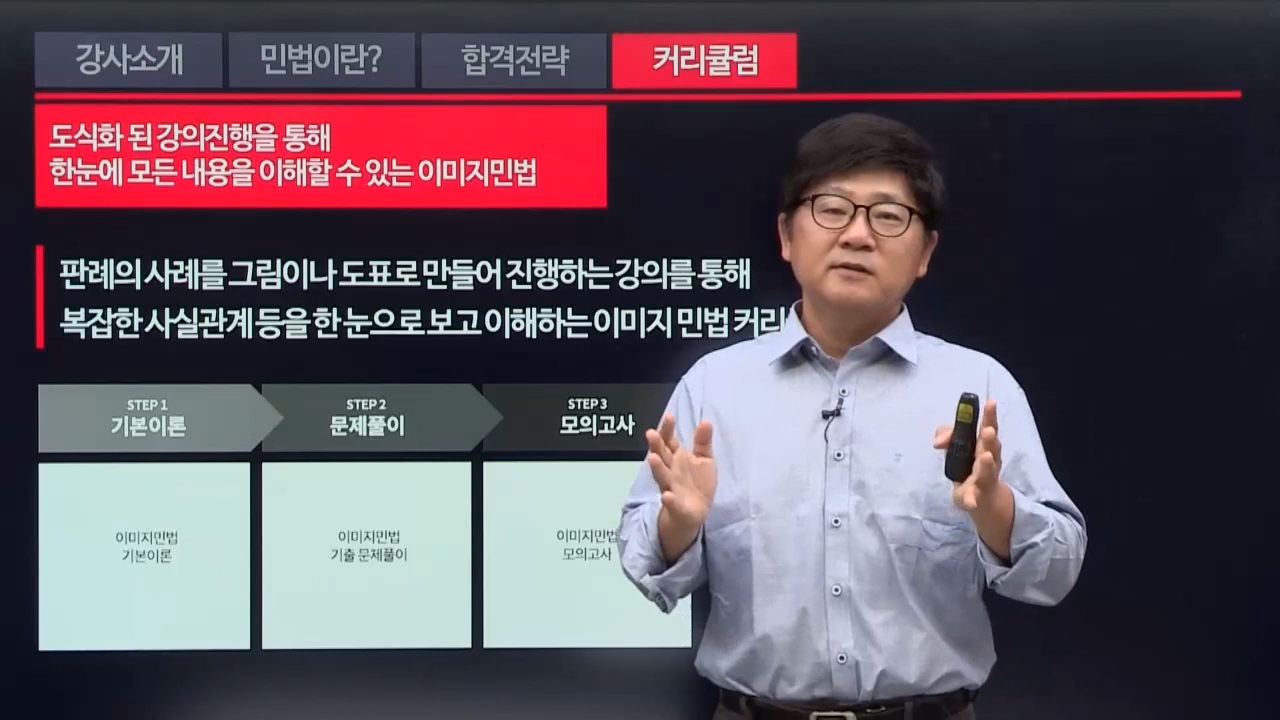 강사소개
민법이란?
합격전략
커리큘럼
도식화 된 강의진행을 통해
한눈에 모든 내용을 이해할 수 있는 이미지민법
판례의 사례를 그림이나 도표로 만들어 진행하는 강의를 통해
복잡한 사실관계 등을 한 눈으로 보고 이해하는 이미지 민법 커리
STEP 1
기본이론
STEP 2
문제풀이
STEP 3
모의고사
이미지민법
기본이론
이미지민법
기출 문제풀이
이미지민법
모의고사